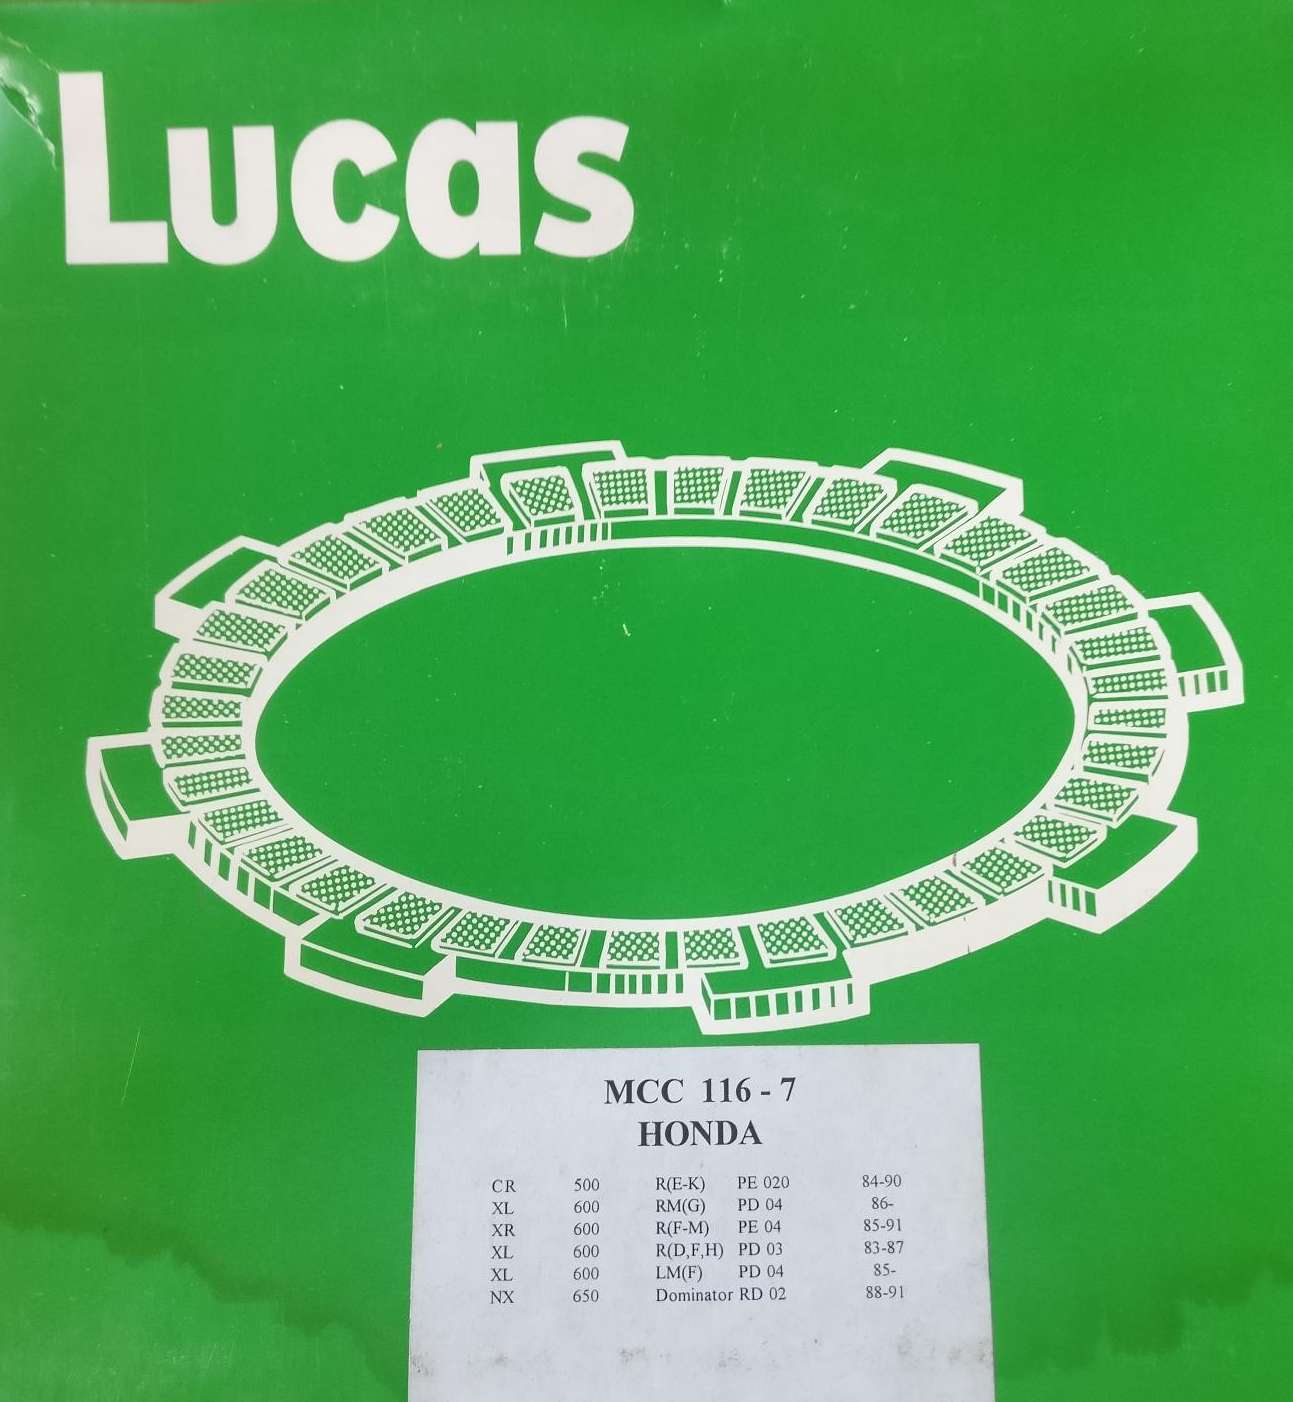 Lucas
MCC 116 - 7
HONDA
CR 500 R(E-K) PE 020 84-90
XL 600 RM(G) PD 04 86-
XR 600 R(F-M) PE 04 85-91
XL 600 R(D,F,H) PD 03 83-87
XL 600 LM(F) PD 04 85-
NX 650 Dominator RD 02 88-91